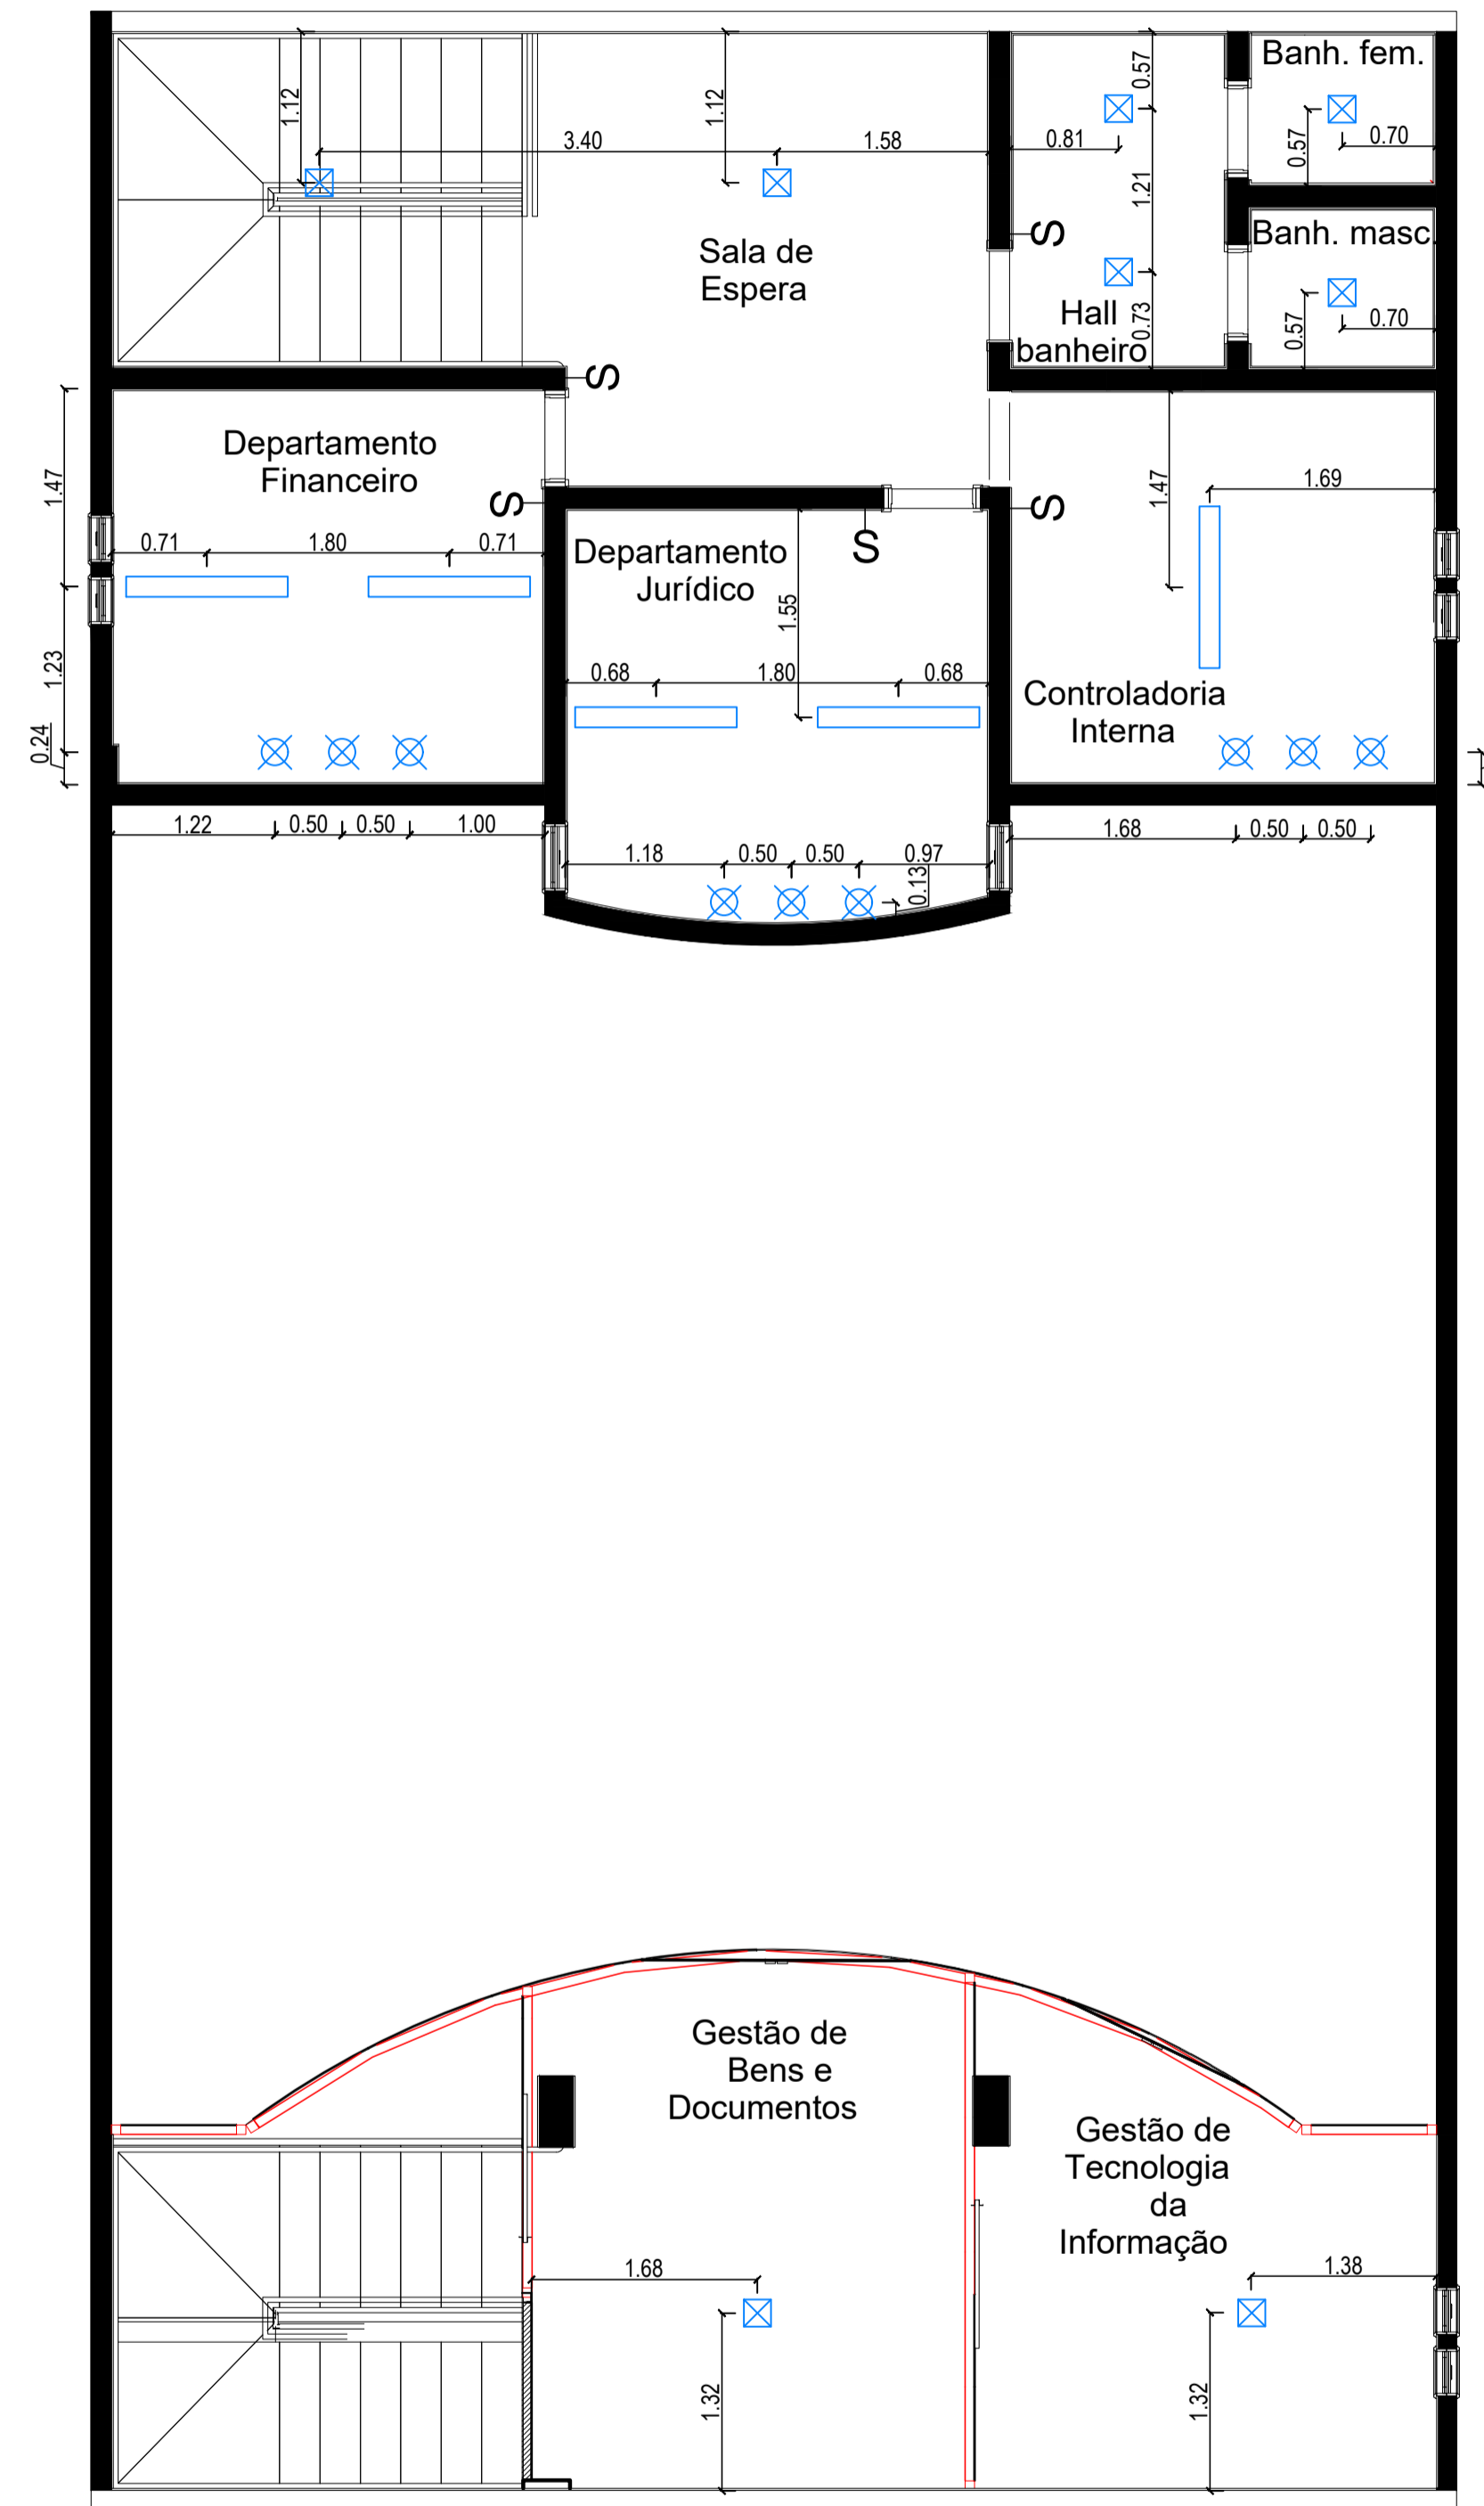 Banh. fem.
0.57
1.12
1.12
3.40
1.58
0.81
0.57
0.70
1.21
S
Banh. masc.
Sala de
Espera
Hall
banheiro
0.73
0.57
0.70
S
Departamento
Financeiro
1.47
1.47
1.69
S
S
0.71
1.80
0.71
Departamento
Jurídico
S
1.55
1.23
0.68
1.80
0.68
Controladoria
Interna
0.24
1.22
0.50
0.50
1.00
1.68
0.50
0.50
1.18
0.50
0.50
0.97
0.13
Gestão de
Bens e
Documentos
Gestão de
Tecnologia
da
Informação
1.68
1.38
1.32
1.32